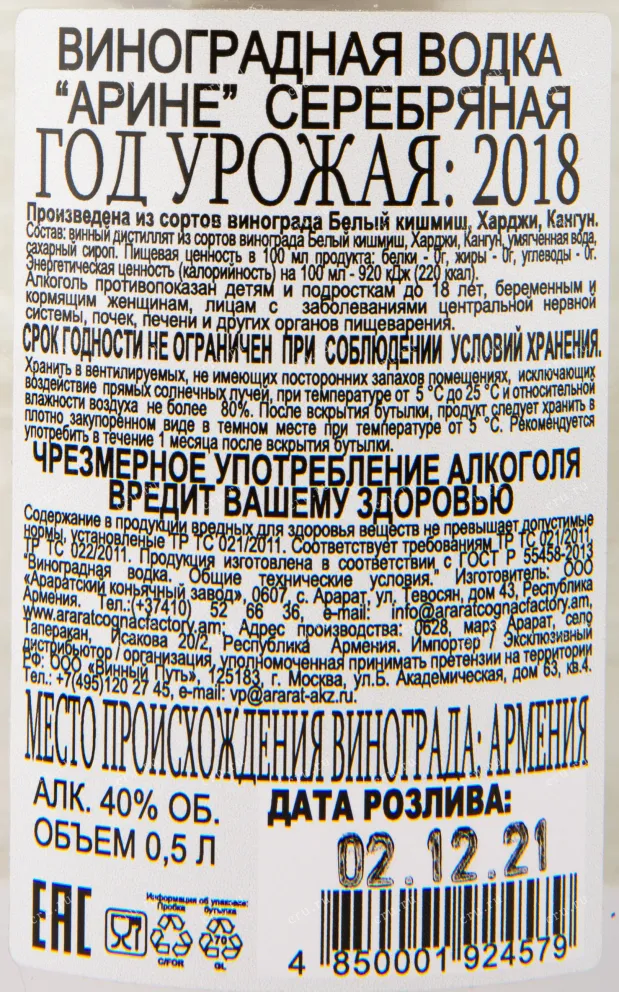 ВИНОГРАДНАЯ ВОДКА
“АРИНЕ” СЕРЕБРЯНАЯ
ГОД УРОЖАЯ: 2018
Произведена из сортов винограда Белый кишмиш, Харджи, Кангун.
Состав: винный дистиллят из сортов винограда Белый кишмиш, Харджи, Кангун, умягченная вода,
сахарный сироп. Пищевая ценность в 100 мл продукта: белки - 0г, жиры - 0г, углеводы - 0г.
Энергетическая ценность (калорийность) на 100 мл - 920 кДж (220 ккал).
Алкоголь противопоказан детям и подросткам до 18 лет, беременным и
кормящим женщинам, лицам с заболеваниями центральной нервной
системы, почек, печени и других органов пищеварения.
СРОК ГОДНОСТИ НЕ ОГРАНИЧЕН ПРИ СОБЛЮДЕНИИ УСЛОВИЙ ХРАНЕНИЯ.
Хранить в вентилируемых, не имеющих посторонних запахов помещениях, исключающих
воздействие прямых солнечных лучей, при температуре от 5 °С до 25 °С и относительной
влажности воздуха не более 80%. После вскрытия бутылки, продукт следует хранить в
плотно закупоренном виде в темном месте при температуре от 5 °С. Рекомендуется
употребить в течение 1 месяца после вскрытия бутылки.
ЧРЕЗМЕРНОЕ УПОТРЕБЛЕНИЕ АЛКОГОЛЯ
ВРЕДИТ ВАШЕМУ ЗДОРОВЬЮ
Содержание в продукции вредных для здоровья веществ не превышает допустимые
нормы, установленые ТР ТС 021/2011. Соответствует требованиям ТР ТС 021/2011,
ТР ТС 022/2011. Продукция изготовлена в соответствии с ГОСТ Р 55458-2013
"Виноградная водка. Общие технические условия." Изготовитель: ООО
«Араратский коньячный завод», 0607, с. Арарат, ул. Тевосян, дом 43, Республика
Армения. Тел.:(+37410) 52 66 36, e-mail: info@araratcognacfactory.am,
www.araratcognacfactory.am; Адрес производства: 0628, марз Арарат, село
Таперакан, Исакова 20/2, Республика Армения. Импортер / Эксклюзивный
дистрибьютор / организация, уполномоченная принимать претензии на территории
РФ: ООО «Винный Путь», 125183, г. Москва, ул.Б. Академическая, дом 63, кв.4.
Тел.: +7(495)120 27 45, e-mail: vp@ararat-akz.ru.
МЕСТО ПРОИСХОЖДЕНИЯ ВИНОГРАДА: АРМЕНИЯ
АЛК. 40% ОБ.
ОБЪЕМ 0,5 Л
ДАТА РОЗЛИВА:
02.12.21
ЕАС
Информация об упаковке:
Пробка бутылка
70
C/FOR GL
4 850001 924579